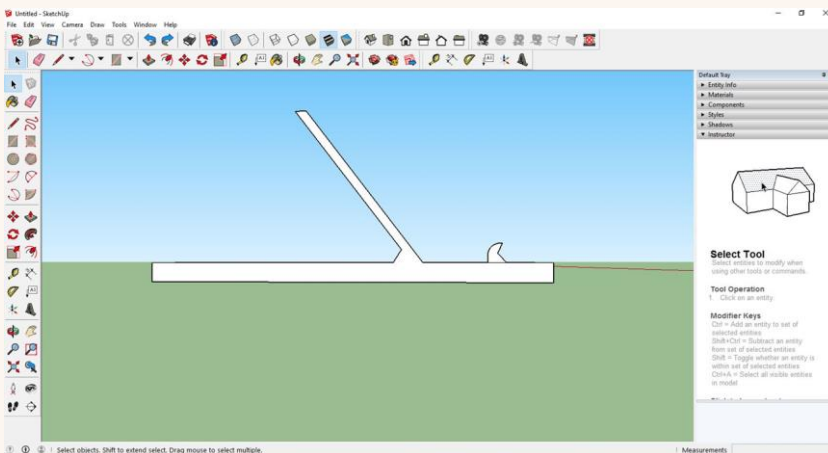 Untitled - SketchUp
File Edit View Camera Draw Tools Window Help
Default Tray
Entity Info
Materials
Components
Styles
Shadows
Instructor
Select Tool
Select entities to modify when
using other tools or commands.
Tool Operation
1. Click on an entity.
Modifier Keys
Ctrl = Add an entity to set of
selected entities
Shift+Ctrl = Subtract an entity
from set of selected entities
Shift = Toggle whether an entity is
within set of selected entities
Ctrl+A = Select all visible entities
in model
Select objects. Shift to extend select. Drag mouse to select multiple.
Measurements